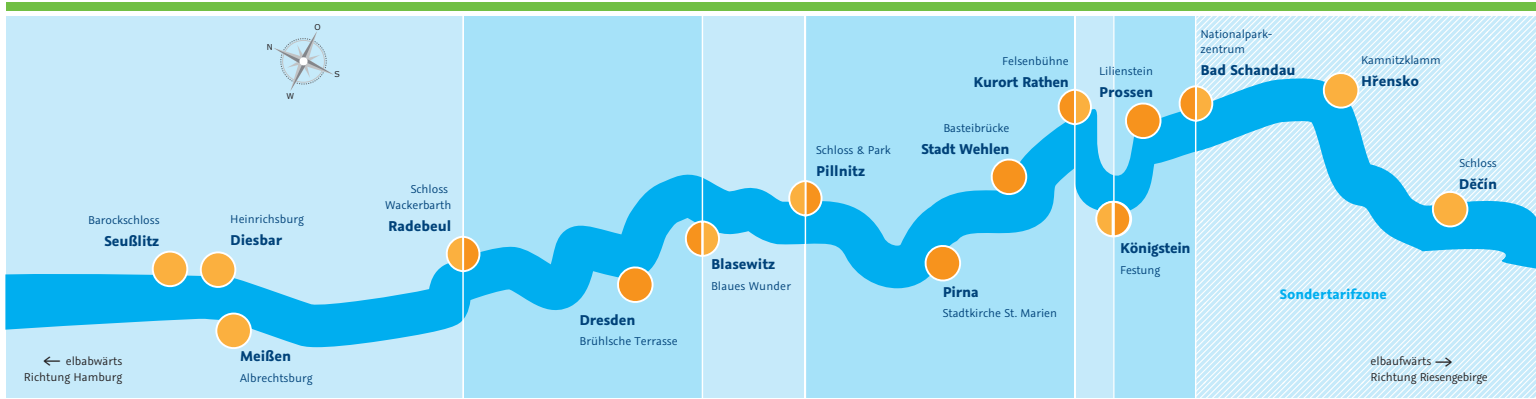 O
N
S
W
Barockschloss
Seußlitz
Heinrichsburg
Diesbar
Meißen
Albrechtsburg
← elbabwärts
Richtung Hamburg
Schloss
Wackerbarth
Radebeul
Dresden
Brühlsche Terrasse
Blasewitz
Blaues Wunder
Schloss & Park
Pillnitz
Pirna
Stadtkirche St. Marien
Basteibrücke
Stadt Wehlen
Felsenbühne
Kurort Rathen
Königstein
Festung
Lilienstein
Prossen
Nationalpark-
zentrum
Bad Schandau
Kamnitzklamm
Hřensko
Schloss
Děčín
Sondertarifzone
elbaufwärts →
Richtung Riesengebirge